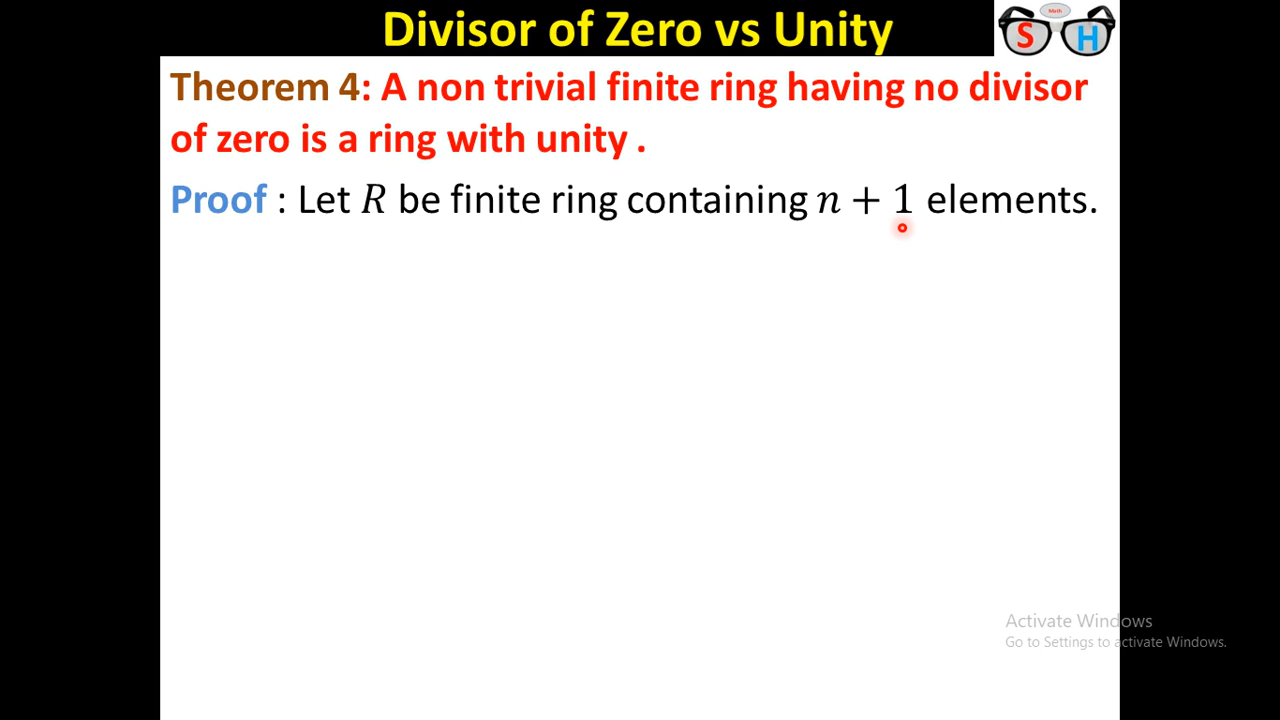 Divisor of Zero vs Unity
Math
S H
Theorem 4: A non trivial finite ring having no divisor
of zero is a ring with unity .
Proof : Let 𝑅 be finite ring containing 𝑛 + 1 elements.
Activate Windows
Go to Settings to activate Windows.